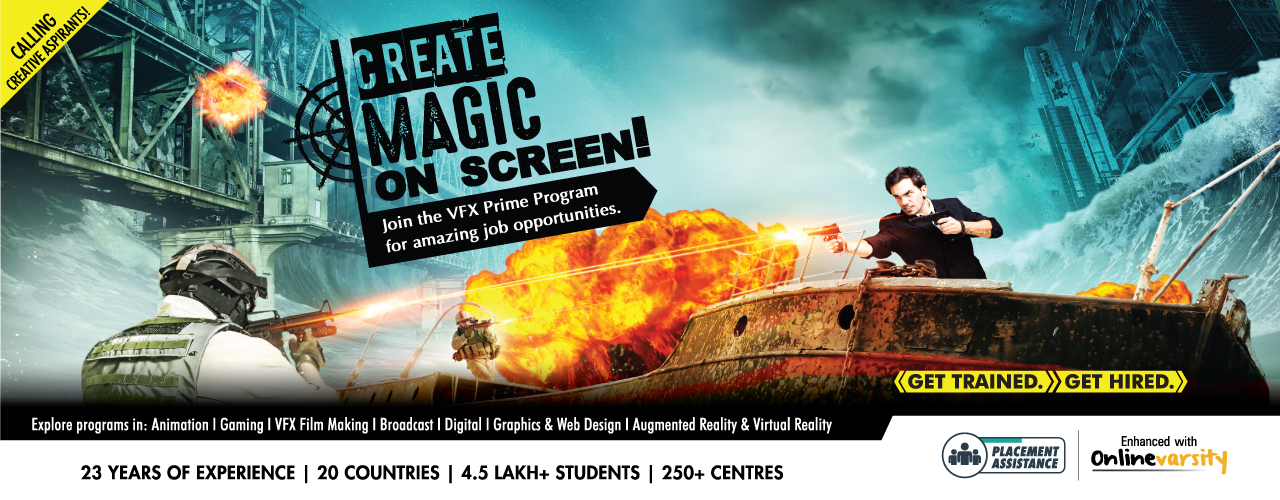 CALLING
CREATIVE ASPIRANTS!
CREATE
MAGIC
ON SCREEN!
Join the VFX Prime Program
for amazing job opportunities.
GET TRAINED. GET HIRED.
Explore programs in: Animation I Gaming I VFX Film Making I Broadcast I Digital I Graphics & Web Design I Augmented Reality & Virtual Reality
PLACEMENT
ASSISTANCE
Enhanced with
Onlinevarsity
23 YEARS OF EXPERIENCE | 20 COUNTRIES | 4.5 LAKH+ STUDENTS | 250+ CENTRES